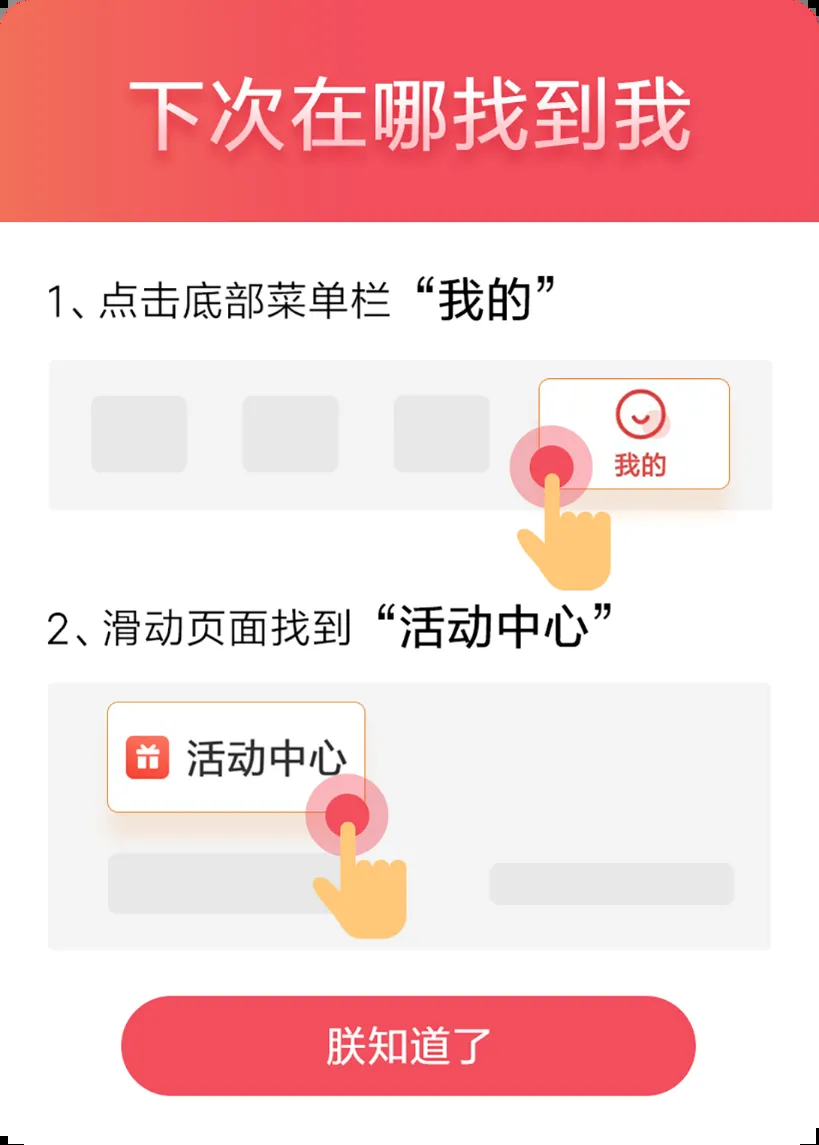 下次在哪找到我
1、点击底部菜单栏“我的”
我的
2、滑动页面找到“活动中心”
活动中心
朕知道了